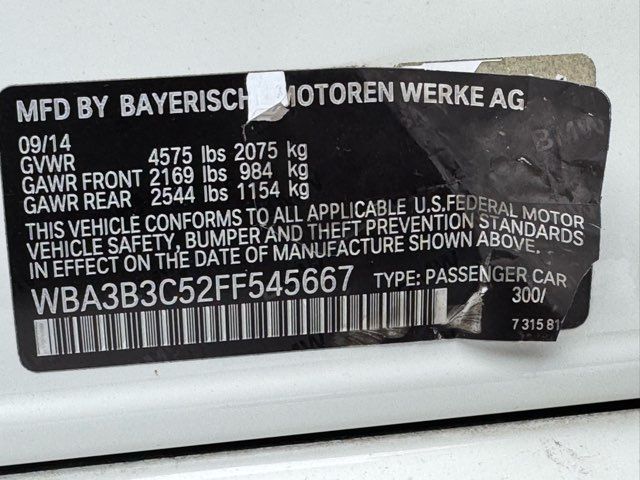 MFD BY BAYERISCHE MOTOREN WERKE AG
09/14
GVWR 4575 lbs 2075 kg
GAWR FRONT 2169 lbs 984 kg
GAWR REAR 2544 lbs 1154 kg
THIS VEHICLE CONFORMS TO ALL APPLICABLE U.S. FEDERAL MOTOR
VEHICLE SAFETY, BUMPER AND THEFT PREVENTION STANDARDS
IN EFFECT ON THE DATE OF MANUFACTURE SHOWN ABOVE.
WBA3B3C52FF545667 TYPE: PASSENGER CAR
300/
7 315 81
BMW